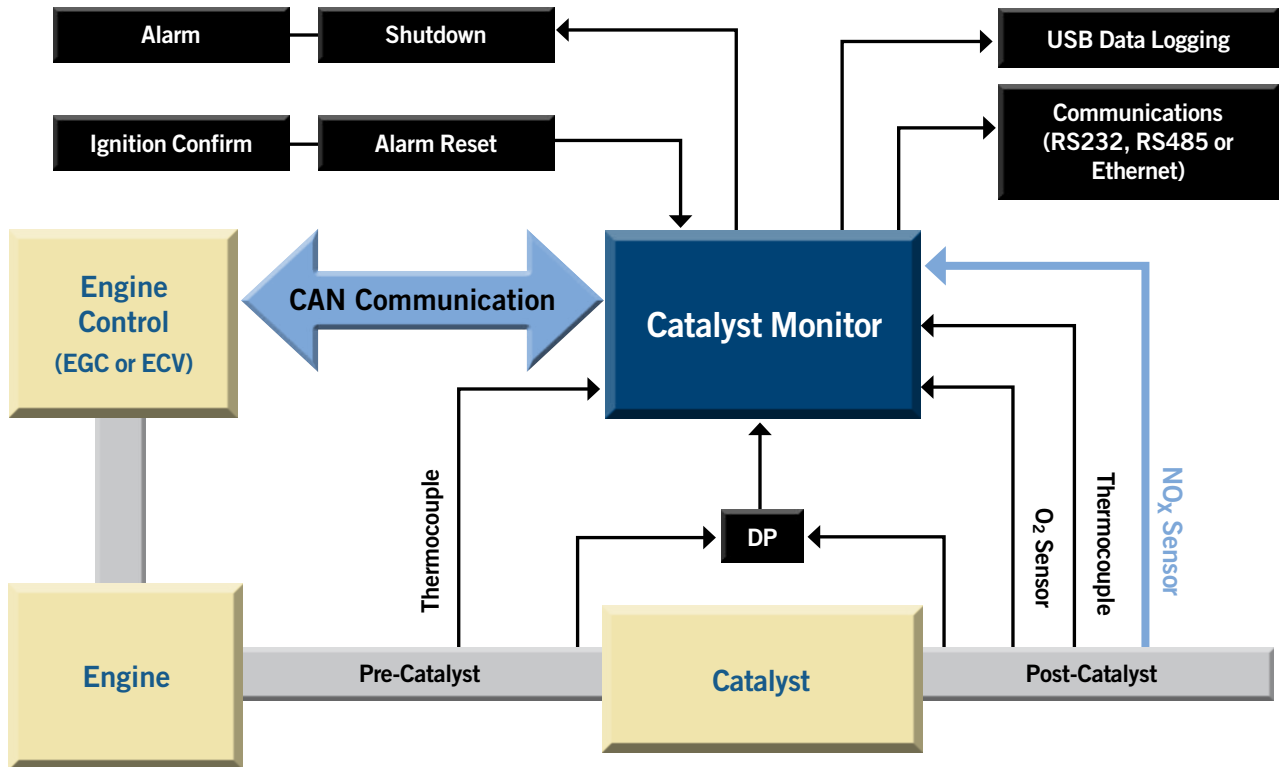 Alarm
Shutdown
USB Data Logging
Ignition Confirm
Alarm Reset
Communications
(RS232, RS485 or
Ethernet)
Engine
Control
(EGC or ECV)
CAN Communication
Catalyst Monitor
Thermocouple
DP
O₂ Sensor
Thermocouple
NOₓ Sensor
Engine
Pre-Catalyst
Catalyst
Post-Catalyst